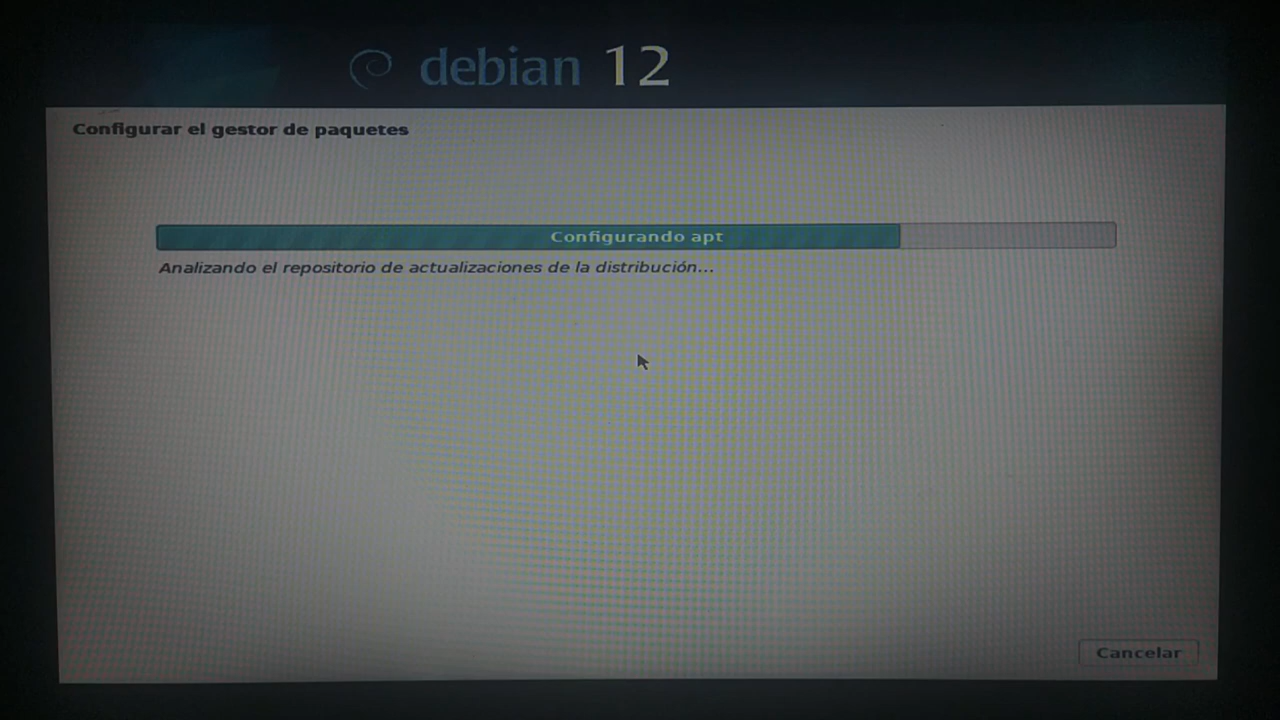 debian 12
Configurar el gestor de paquetes
Configurando apt
Analizando el repositorio de actualizaciones de la distribución...
Cancelar